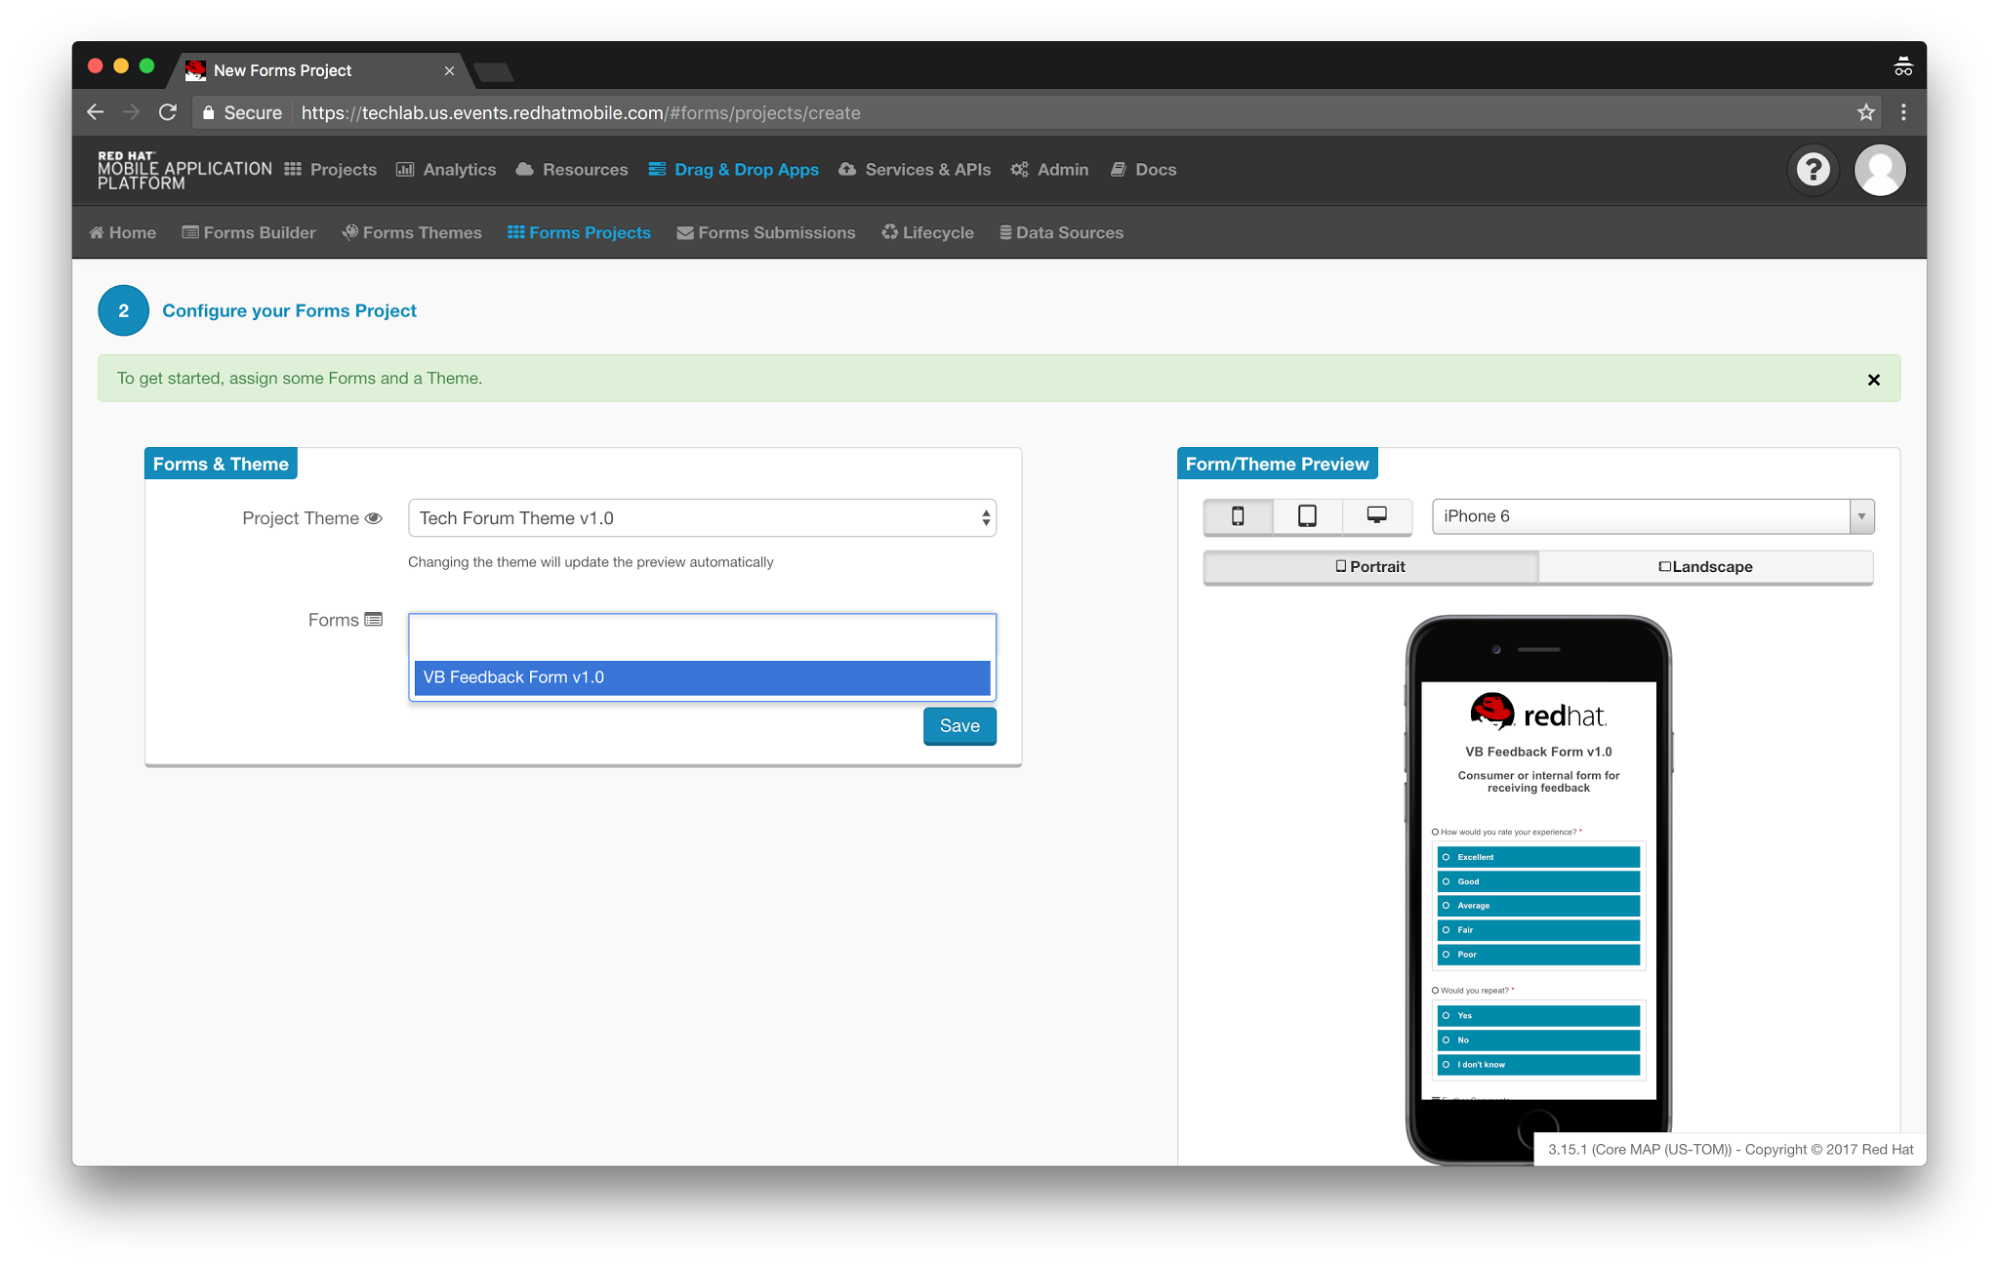 New Forms Project
Secure
https://techlab.us.events.redhatmobile.com/#forms/projects/create
RED HAT
MOBILE APPLICATION
PLATFORM
Projects
Analytics
Resources
Drag & Drop Apps
Services & APIs
Admin
Docs
?
Home
Forms Builder
Forms Themes
Forms Projects
Forms Submissions
Lifecycle
Data Sources
2
Configure your Forms Project
To get started, assign some Forms and a Theme.
Forms & Theme
Project Theme
Tech Forum Theme v1.0
Changing the theme will update the preview automatically
Forms
VB Feedback Form v1.0
Save
Form/Theme Preview
iPhone 6
Portrait
Landscape
redhat.
VB Feedback Form v1.0
Consumer or internal form for
receiving feedback
How would you rate your experience? *
Excellent
Good
Average
Fair
Poor
Would you repeat? *
Yes
No
I don't know
3.15.1 (Core MAP (US-TOM)) - Copyright © 2017 Red Hat